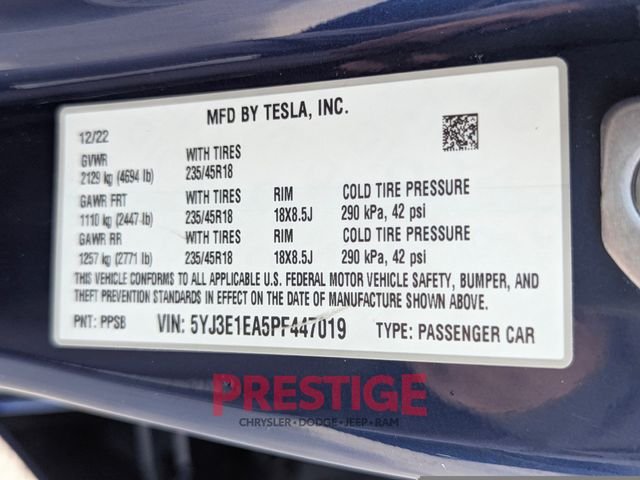 MFD BY TESLA, INC.
12/22
GVWR WITH TIRES
2129 kg (4694 lb) 235/45R18
GAWR FRT WITH TIRES RIM COLD TIRE PRESSURE
1110 kg (2447 lb) 235/45R18 18X8.5J 290 kPa, 42 psi
GAWR RR WITH TIRES RIM COLD TIRE PRESSURE
1257 kg (2771 lb) 235/45R18 18X8.5J 290 kPa, 42 psi
THIS VEHICLE CONFORMS TO ALL APPLICABLE U.S. FEDERAL MOTOR VEHICLE SAFETY, BUMPER, AND
THEFT PREVENTION STANDARDS IN EFFECT ON THE DATE OF MANUFACTURE SHOWN ABOVE.
PNT: PPSB VIN: 5YJ3E1EA5PF447019 TYPE: PASSENGER CAR
PRESTIGE
CHRYSLER • DODGE • JEEP • RAM